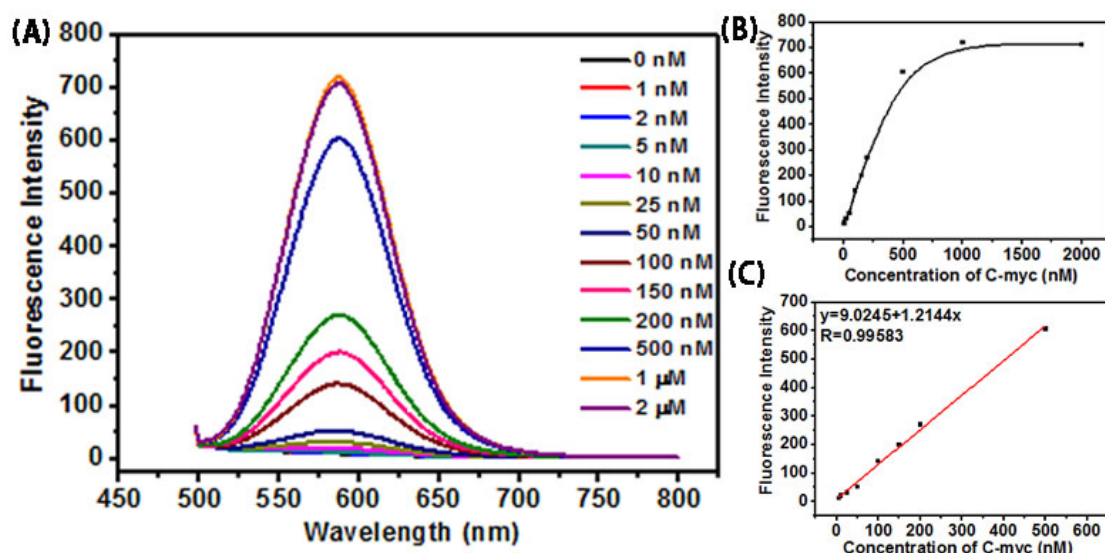 (A)
800
700
600
500
400
300
200
100
0
Fluorescence Intensity
450 500 550 600 650 700 750 800
Wavelength (nm)
0 nM
1 nM
2 nM
5 nM
10 nM
25 nM
50 nM
100 nM
150 nM
200 nM
500 nM
1 µM
2 µM
(B)
800
700
600
500
400
300
200
100
0
Fluorescence Intensity
0 500 1000 1500 2000
Concentration of C-myc (nM)
(C)
700
600
500
400
300
200
100
0
Fluorescence Intensity
y=9.0245+1.2144x
R=0.99583
0 100 200 300 400 500 600
Concentration of C-myc (nM)